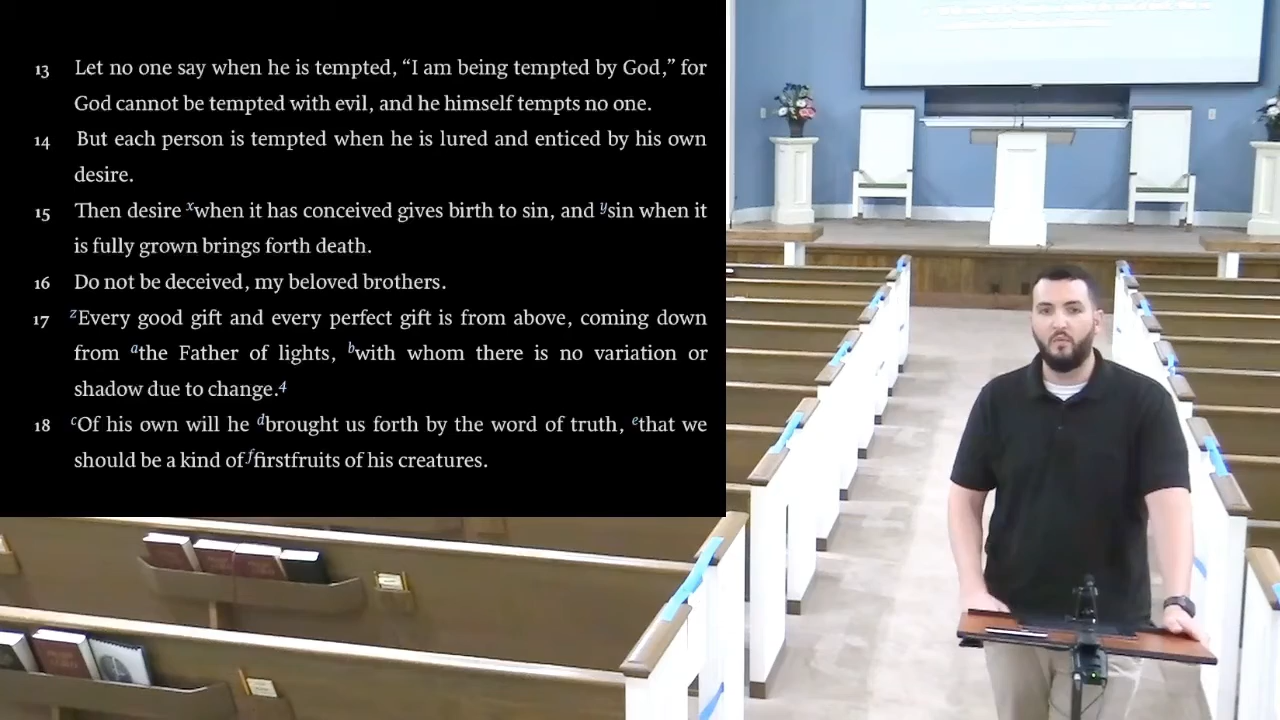 13 Let no one say when he is tempted, “I am being tempted by God,” for
God cannot be tempted with evil, and he himself tempts no one.
14 But each person is tempted when he is lured and enticed by his own
desire.
15 Then desire ˣwhen it has conceived gives birth to sin, and ʸsin when it
is fully grown brings forth death.
16 Do not be deceived, my beloved brothers.
17 ᶻEvery good gift and every perfect gift is from above, coming down
from ᵃthe Father of lights, ᵇwith whom there is no variation or
shadow due to change.⁴
18 ᶜOf his own will he ᵈbrought us forth by the word of truth, ᵉthat we
should be a kind of ᶠfirstfruits of his creatures.